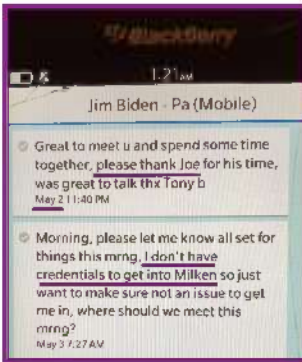 BlackBerry
1:21 AM
Jim Biden - Pa (Mobile)
Great to meet u and spend some time
together, please thank Joe for his time,
was great to talk thx Tony b
May 2 11:40 PM
Morning, please let me know all set for
things this mrng, I don't have
credentials to get into Milken so just
want to make sure not an issue to get
me in, where should we meet this
mrng?
May 3 7:27 AM